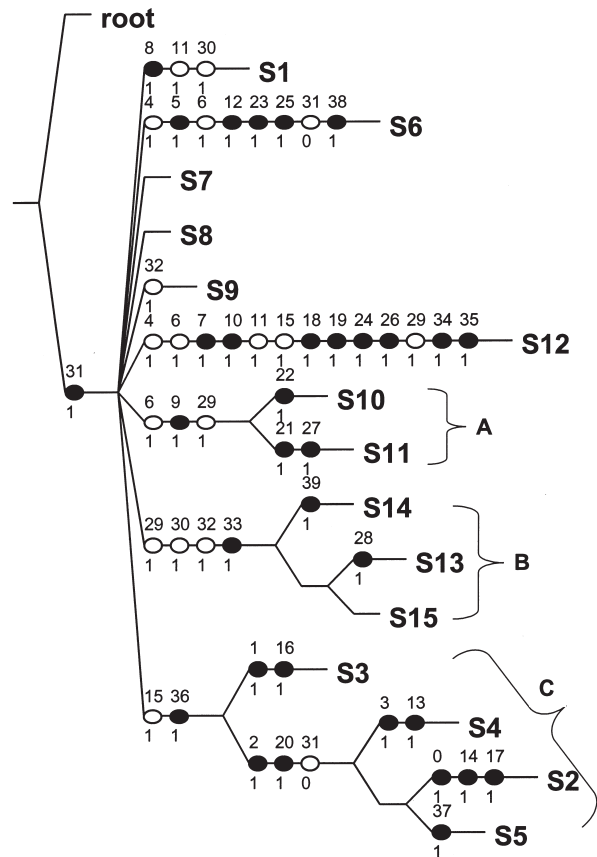 root
8 11 30
S1
1 1 1
4 5 6 12 23 25 31 38
S6
1 1 1 1 1 1 0 1
S7
S8
32
S9
1
4 6 7 10 11 15 18 19 24 26 29 34 35
S12
1 1 1 1 1 1 1 1 1 1 1 1 1
31
1
22
S10
1
6 9 29
1 1 1
A
21 27
S11
1 1
39
S14
1
29 30 32 33
1 1 1 1
28
S13
1
B
S15
1 16
S3
1 1
C
15 36
1 1
3 13
S4
1 1
2 20 31
1 1 0
0 14 17
S2
1 1 1
37
S5
1